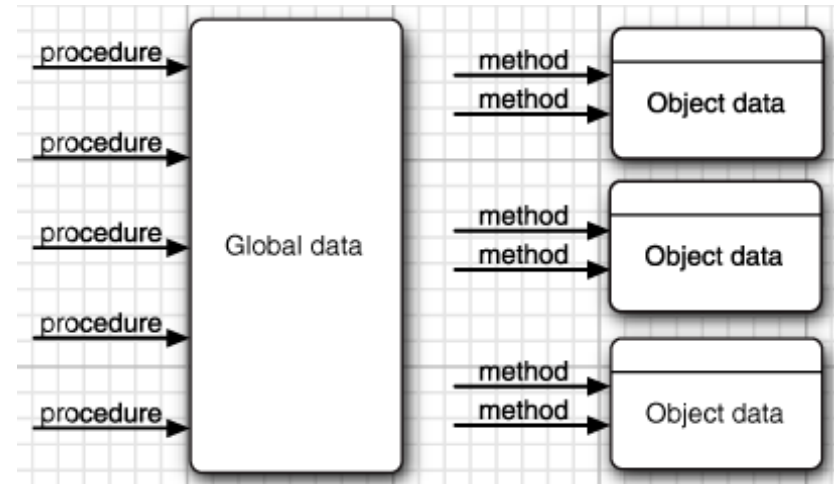 procedure
procedure
procedure
procedure
procedure
Global data
method
method
Object data
method
method
Object data
method
method
Object data